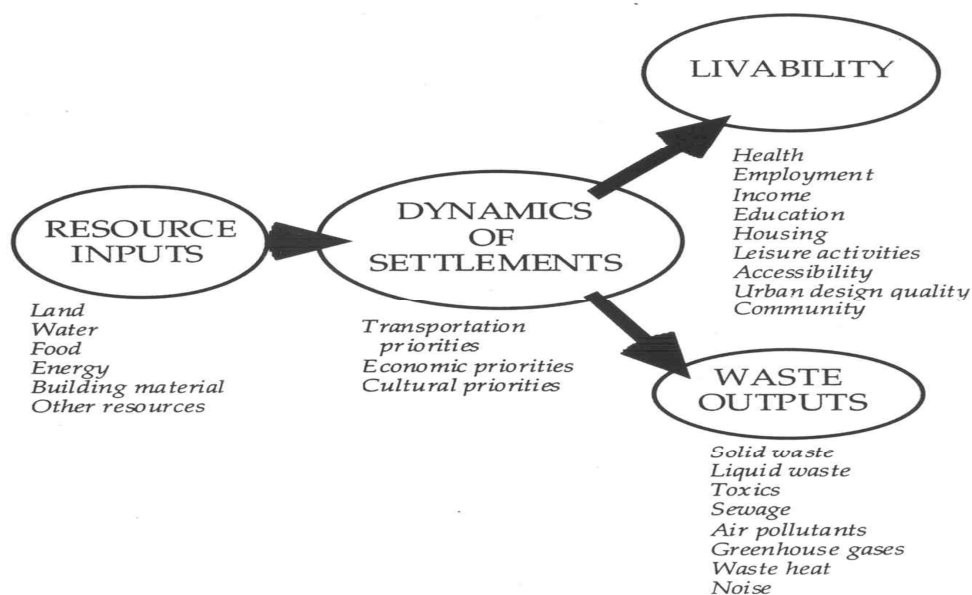 RESOURCE
INPUTS
Land
Water
Food
Energy
Building material
Other resources
DYNAMICS
OF
SETTLEMENTS
Transportation
priorities
Economic priorities
Cultural priorities
LIVABILITY
Health
Employment
Income
Education
Housing
Leisure activities
Accessibility
Urban design quality
Community
WASTE
OUTPUTS
Solid waste
Liquid waste
Toxics
Sewage
Air pollutants
Greenhouse gases
Waste heat
Noise